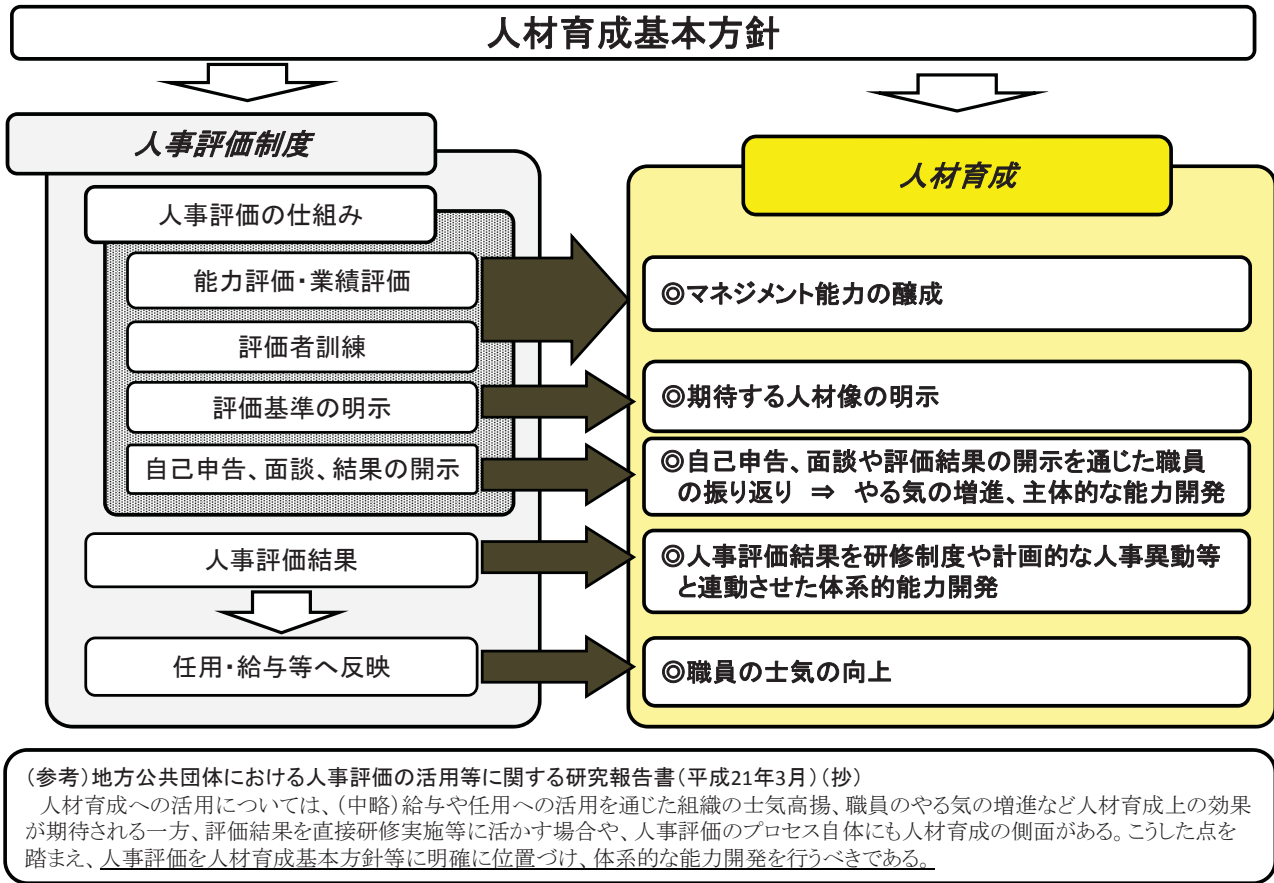 人材育成基本方針
人事評価制度
人事評価の仕組み
能力評価・業績評価
評価者訓練
評価基準の明示
自己申告、面談、結果の開示
人事評価結果
任用・給与等へ反映
人材育成
◎マネジメント能力の醸成
◎期待する人材像の明示
◎自己申告、面談や評価結果の開示を通じた職員
の振り返り ⇒ やる気の増進、主体的な能力開発
◎人事評価結果を研修制度や計画的な人事異動等
と連動させた体系的能力開発
◎職員の士気の向上
(参考)地方公共団体における人事評価の活用等に関する研究報告書(平成21年3月)(抄)
人材育成への活用については、(中略)給与や任用への活用を通じた組織の士気高揚、職員のやる気の増進など人材育成上の効果
が期待される一方、評価結果を直接研修実施等に活かす場合や、人事評価のプロセス自体にも人材育成の側面がある。こうした点を
踏まえ、人事評価を人材育成基本方針等に明確に位置づけ、体系的な能力開発を行うべきである。